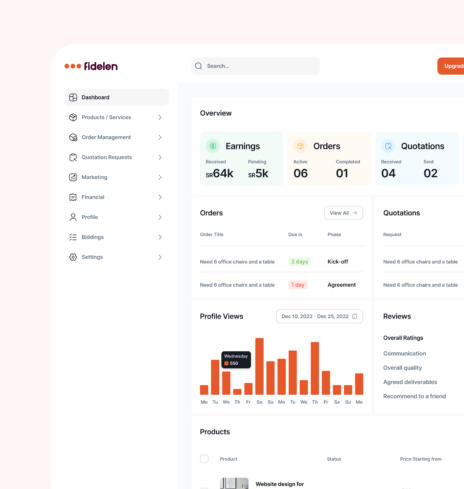 fidelen
Search...
Upgrad
Dashboard
Products / Services
Order Management
Quotation Requests
Marketing
Financial
Profile
Biddings
Settings
Overview
Earnings
Received
Pending
SR64k
SR5k
Orders
Active
Completed
06
01
Quotations
Received
Sent
04
02
Orders
View All →
Order Title
Due in
Phase
Need 6 office chairs and a table
2 days
Kick-off
Need 6 office chairs and a table
1 day
Agreement
Quotations
Request
Need 6 office chairs and a table
Need 6 office chairs and a table
Profile Views
Dec 10, 2022 - Dec 25, 2022
Wednesday
550
Mo Tu We Th Fr Sa Su Mo Tu We Th Fr Sa Su Mo
Reviews
Overall Ratings
Communication
Overall quality
Agreed deliverables
Recommend to a friend
Products
Product
Status
Price Starting from
Website design for